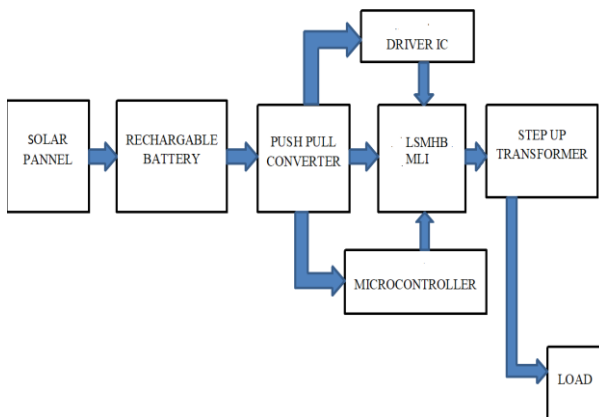 DRIVER IC
SOLAR
PANNEL
RECHARGABLE
BATTERY
PUSH PULL
CONVERTER
LSMHB
MLI
STEP UP
TRANSFORMER
MICROCONTROLLER
LOAD